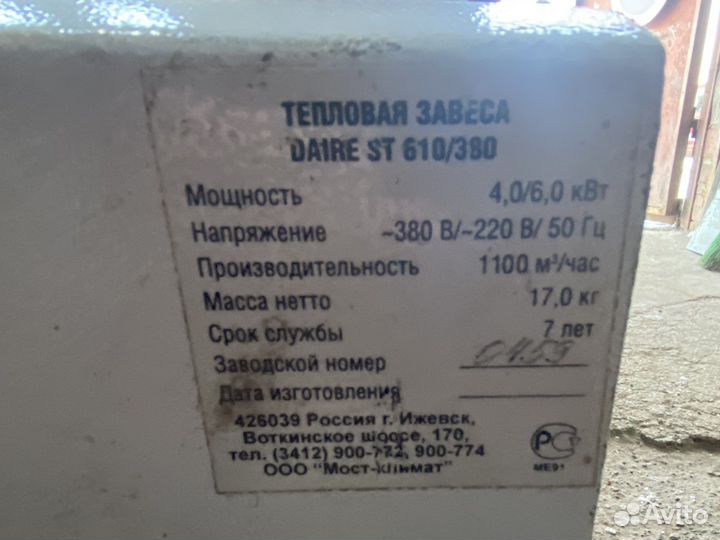 ТЕПЛОВАЯ ЗАВЕСА
DAIRE ST 610/380
Мощность 4,0/6,0 кВт
Напряжение ~380 В/~220 В/ 50 Гц
Производительность 1100 м³/час
Масса нетто 17,0 кг
Срок службы 7 лет
Заводской номер
Дата изготовления
426039 Россия г. Ижевск,
Воткинское шоссе, 170,
тел. (3412) 900-772, 900-774
ООО "Мост-Климат"
РСТ
МЕ91
Avito